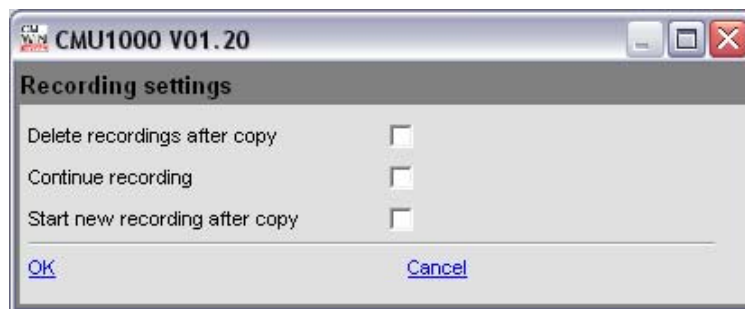 CMU1000 V01.20
Recording settings
Delete recordings after copy
Continue recording
Start new recording after copy
OK Cancel